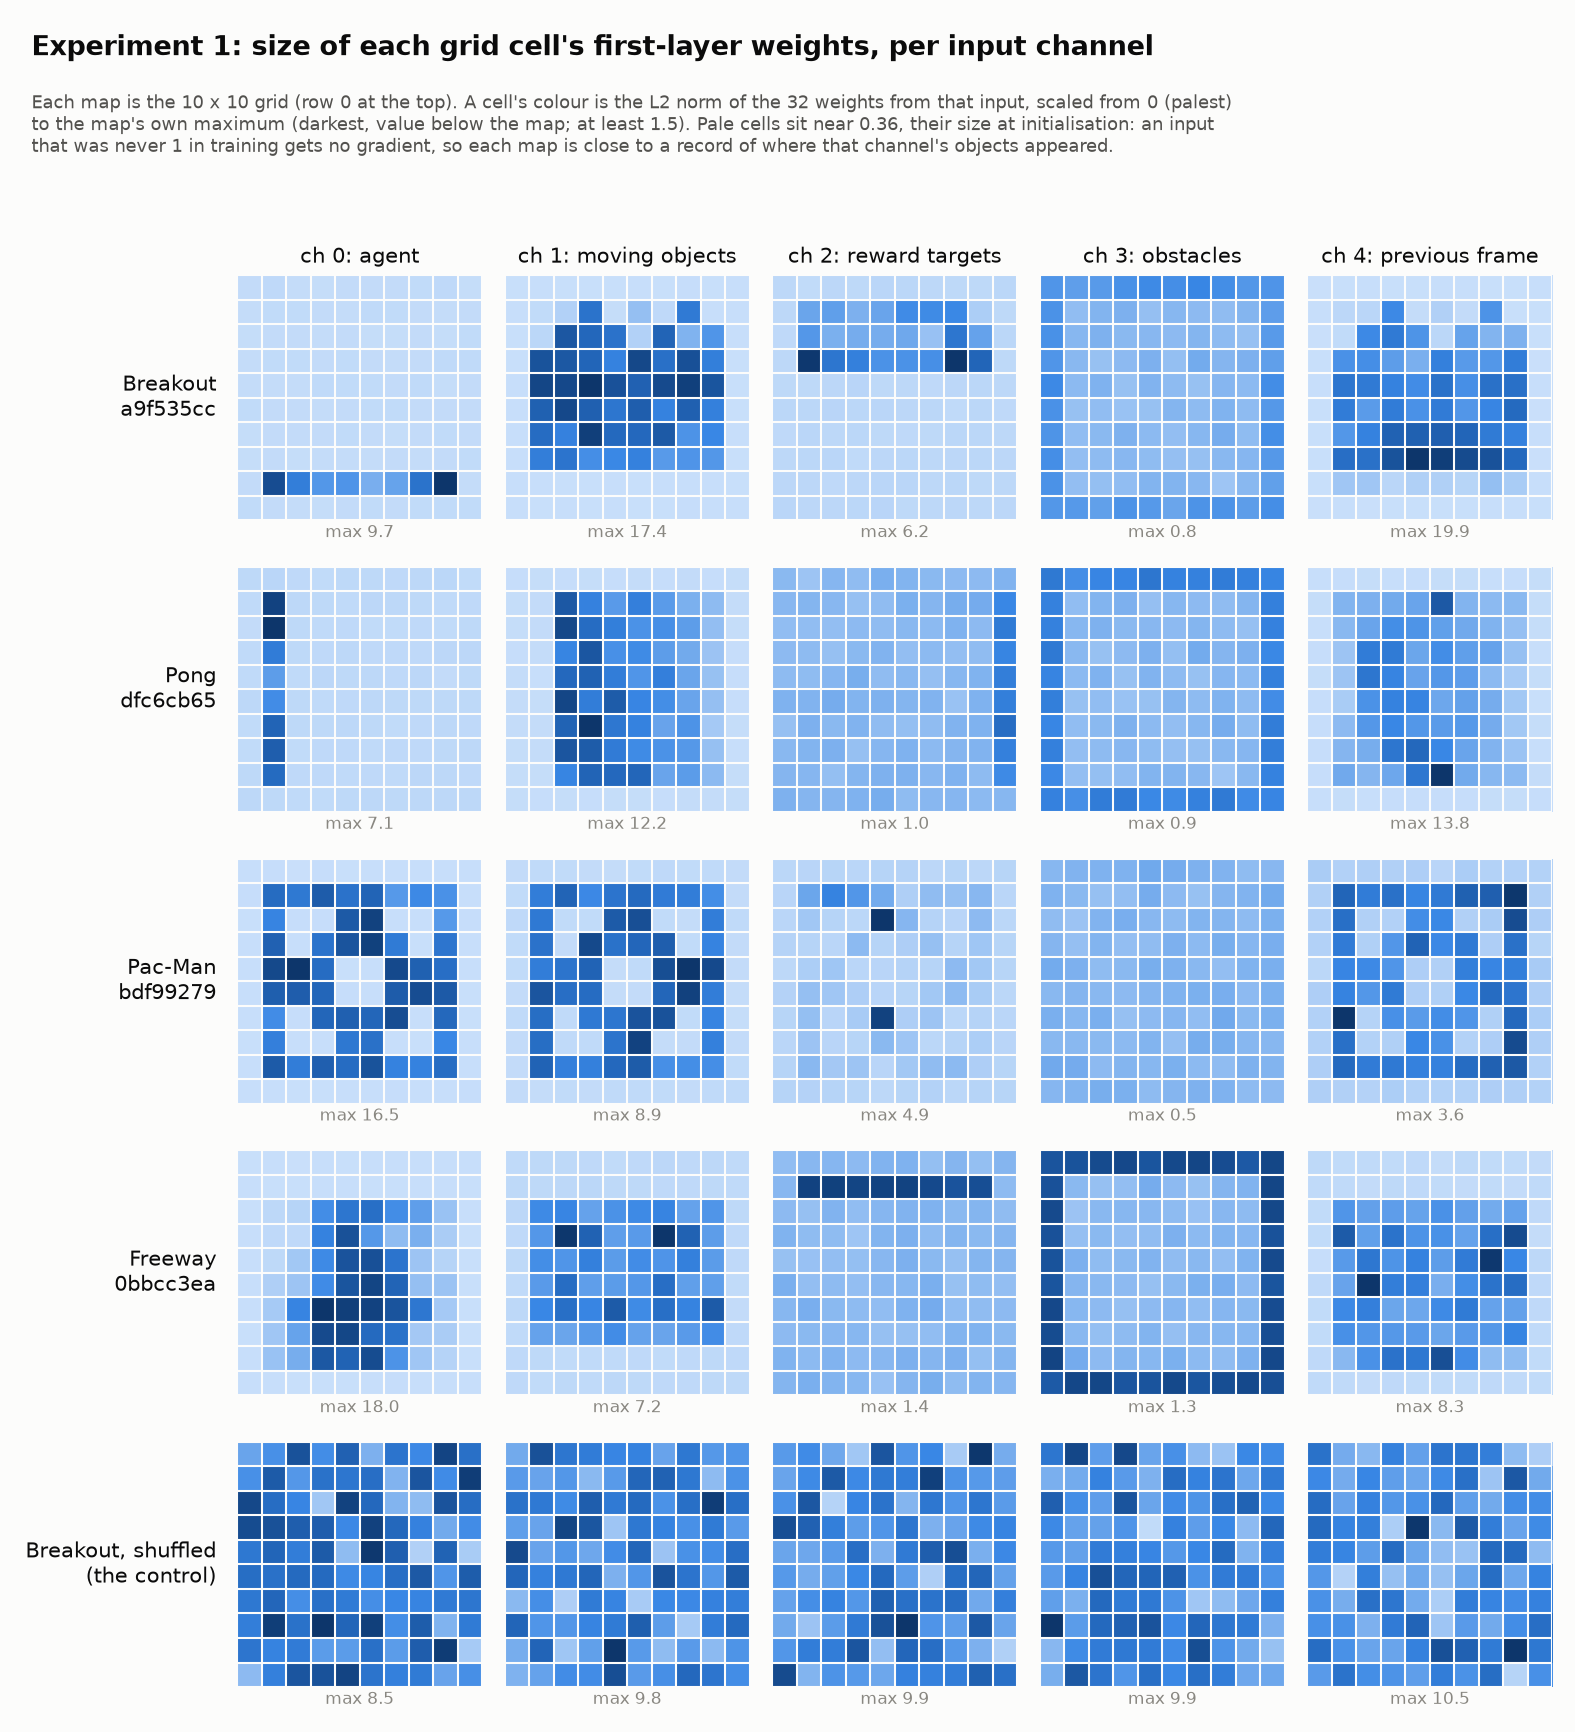 Experiment 1: size of each grid cell's first-layer weights, per input channel
Each map is the 10 x 10 grid (row 0 at the top). A cell's colour is the L2 norm of the 32 weights from that input, scaled from 0 (palest)
to the map's own maximum (darkest, value below the map; at least 1.5). Pale cells sit near 0.36, their size at initialisation: an input
that was never 1 in training gets no gradient, so each map is close to a record of where that channel's objects appeared.
ch 0: agent
ch 1: moving objects
ch 2: reward targets
ch 3: obstacles
ch 4: previous frame
Breakout
a9f535cc
max 9.7
max 17.4
max 6.2
max 0.8
max 19.9
Pong
dfc6cb65
max 7.1
max 12.2
max 1.0
max 0.9
max 13.8
Pac-Man
bdf99279
max 16.5
max 8.9
max 4.9
max 0.5
max 3.6
Freeway
0bbcc3ea
max 18.0
max 7.2
max 1.4
max 1.3
max 8.3
Breakout, shuffled
(the control)
max 8.5
max 9.8
max 9.9
max 9.9
max 10.5